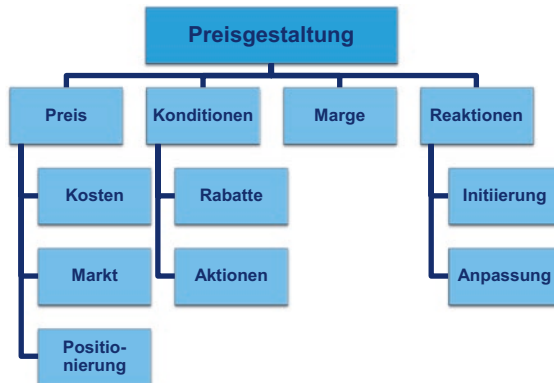 Preisgestaltung
Preis
Konditionen
Marge
Reaktionen
Kosten
Rabatte
Initiierung
Markt
Aktionen
Anpassung
Positio-
nierung